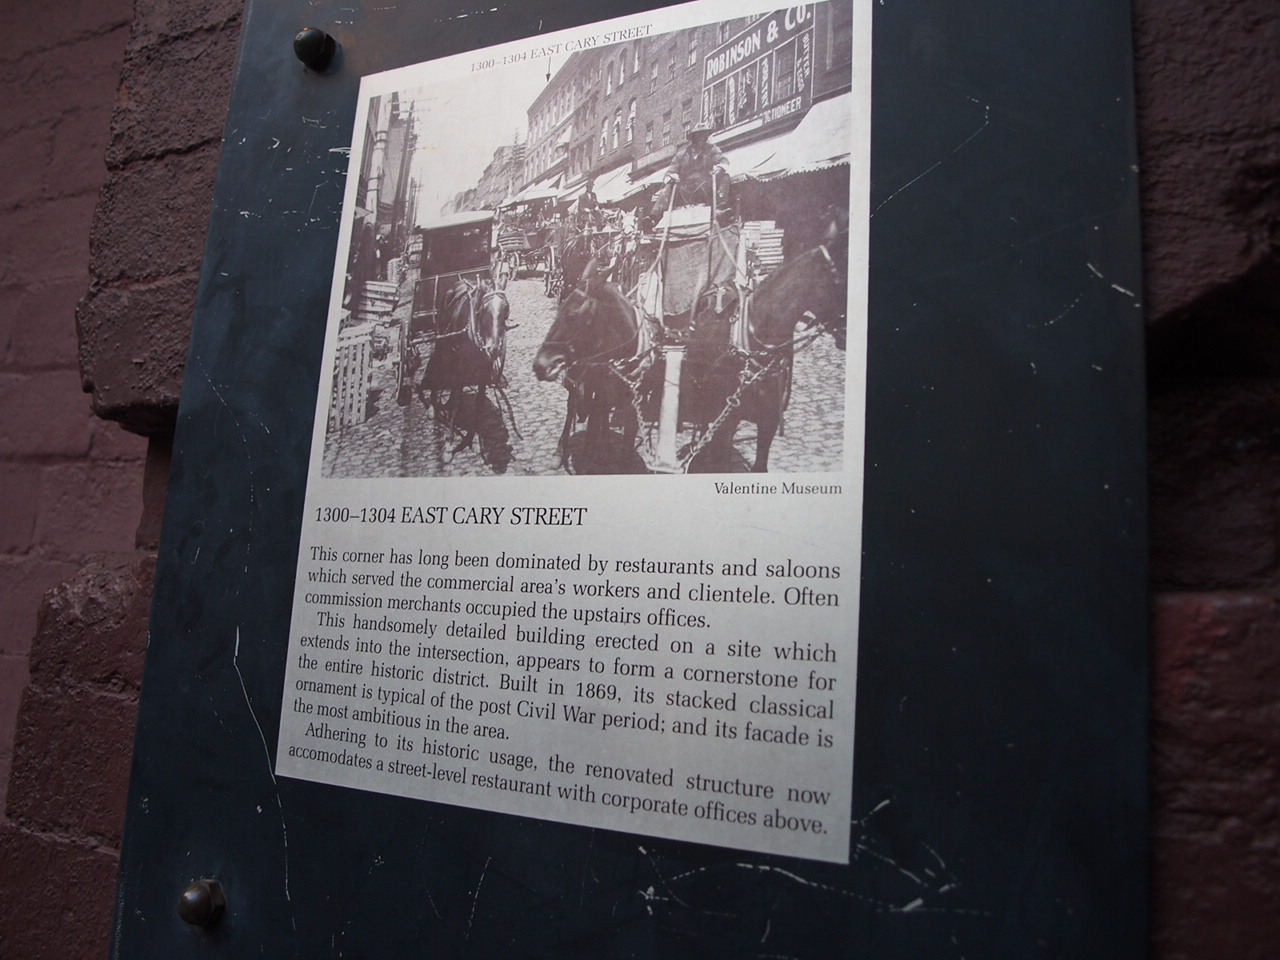 1300–1304 EAST CARY STREET
ROBINSON & CO.
Valentine Museum
1300–1304 EAST CARY STREET
This corner has long been dominated by restaurants and saloons
which served the commercial area's workers and clientele. Often
commission merchants occupied the upstairs offices.
This handsomely detailed building erected on a site which
extends into the intersection, appears to form a cornerstone for
the entire historic district. Built in 1869, its stacked classical
ornament is typical of the post Civil War period; and its facade is
the most ambitious in the area.
Adhering to its historic usage, the renovated structure now
accomodates a street-level restaurant with corporate offices above.